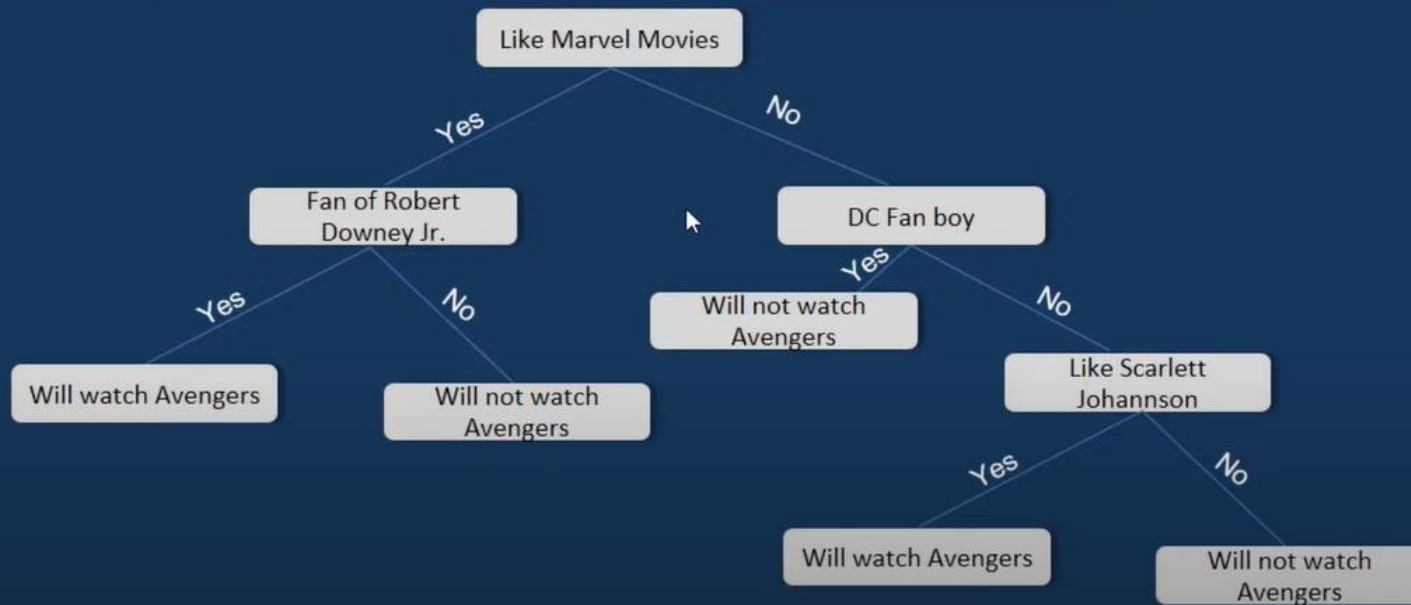 Like Marvel Movies
Yes
No
Fan of Robert
Downey Jr.
DC Fan boy
Yes
No
Yes
No
Will not watch
Avengers
Will watch Avengers
Will not watch
Avengers
Like Scarlett
Johannson
Yes
No
Will watch Avengers
Will not watch
Avengers